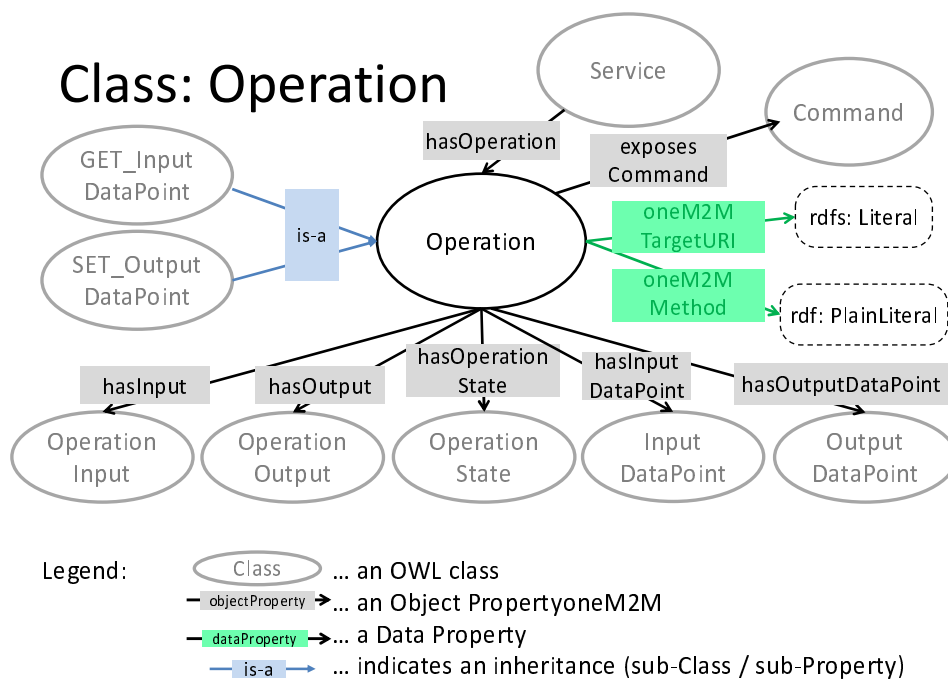 Class: Operation
Service
Command
hasOperation
exposes
Command
GET_Input
DataPoint
is-a
SET_Output
DataPoint
Operation
oneM2M
TargetURI
rdfs: Literal
oneM2M
Method
rdf: PlainLiteral
hasInput
hasOutput
hasOperation
State
hasInput
DataPoint
hasOutputDataPoint
Operation
Input
Operation
Output
Operation
State
Input
DataPoint
Output
DataPoint
Legend:
Class
... an OWL class
objectProperty
... an Object PropertyoneM2M
dataProperty
... a Data Property
is-a
... indicates an inheritance (sub-Class / sub-Property)